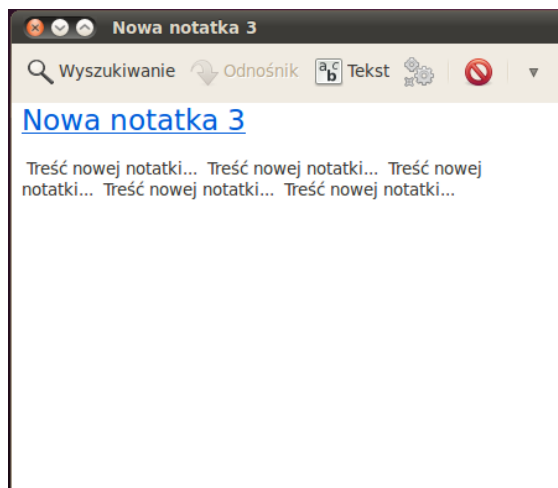 Nowa notatka 3
Wyszukiwanie Odnośnik abc Tekst
Nowa notatka 3
Treść nowej notatki... Treść nowej notatki... Treść nowej
notatki... Treść nowej notatki... Treść nowej notatki...